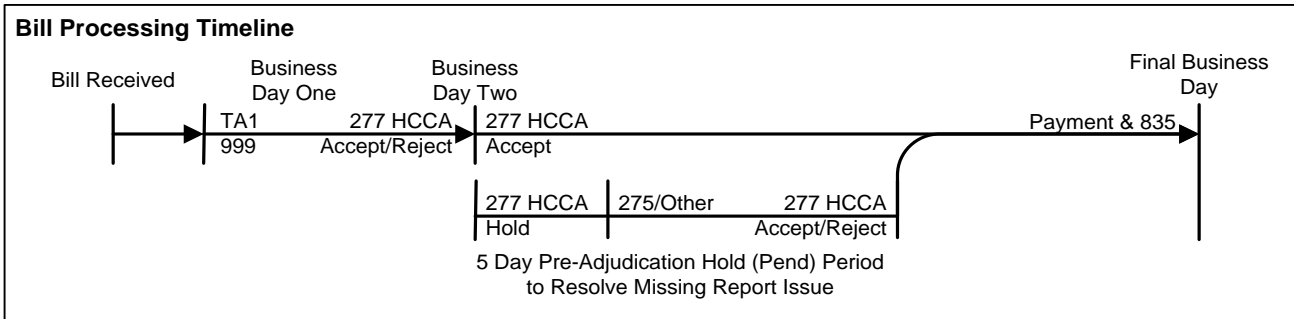 Bill Processing Timeline
Bill Received
Business
Day One
Business
Day Two
Final Business
Day
TA1
999
277 HCCA
Accept/Reject
277 HCCA
Accept
Payment & 835
277 HCCA
Hold
275/Other
277 HCCA
Accept/Reject
5 Day Pre-Adjudication Hold (Pend) Period
to Resolve Missing Report Issue